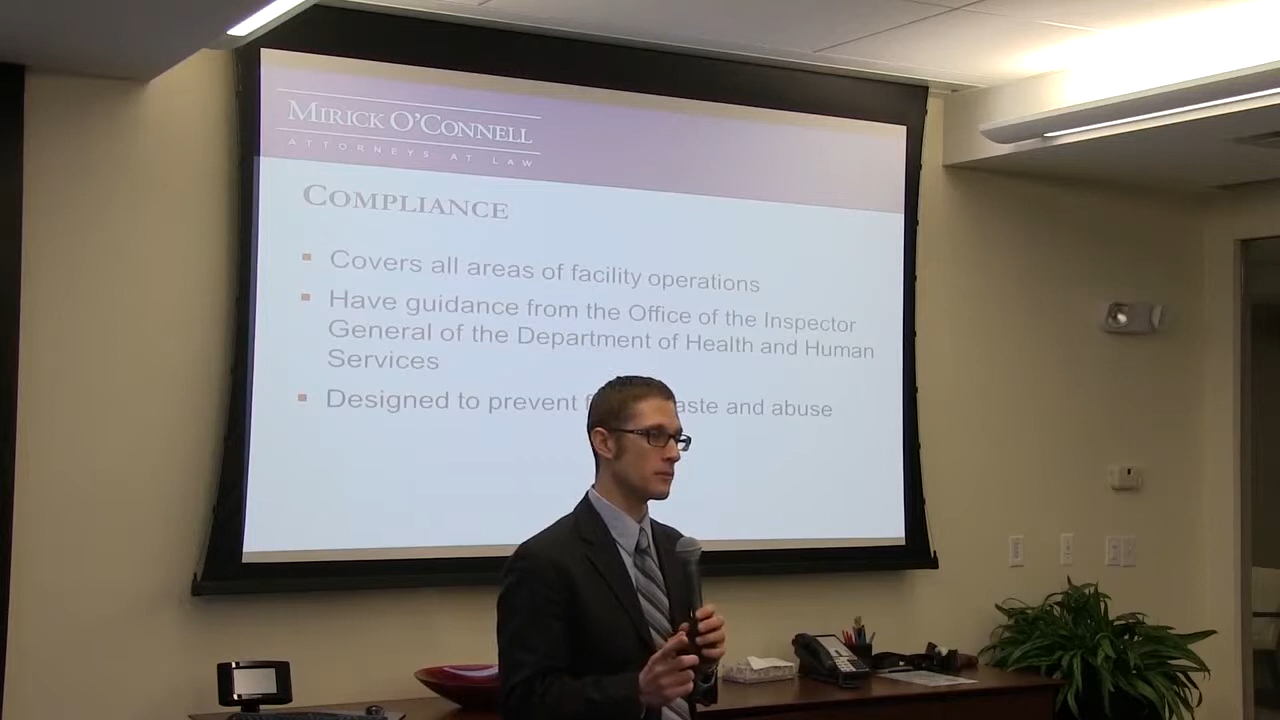 MIRICK O'CONNELL
ATTORNEYS AT LAW
COMPLIANCE
Covers all areas of facility operations
Have guidance from the Office of the Inspector
General of the Department of Health and Human
Services
Designed to prevent and abuse